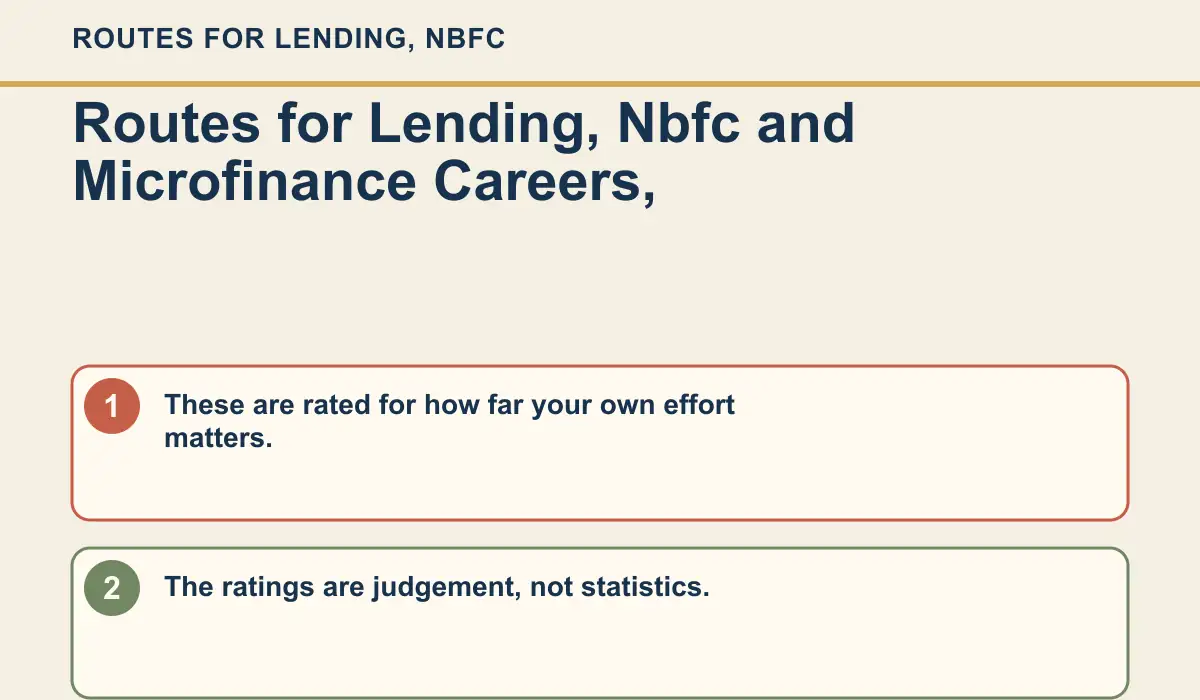 ROUTES FOR LENDING, NBFC
Routes for Lending, Nbfc and
Microfinance Careers,
1
These are rated for how far your own effort
matters.
2
The ratings are judgement, not statistics.